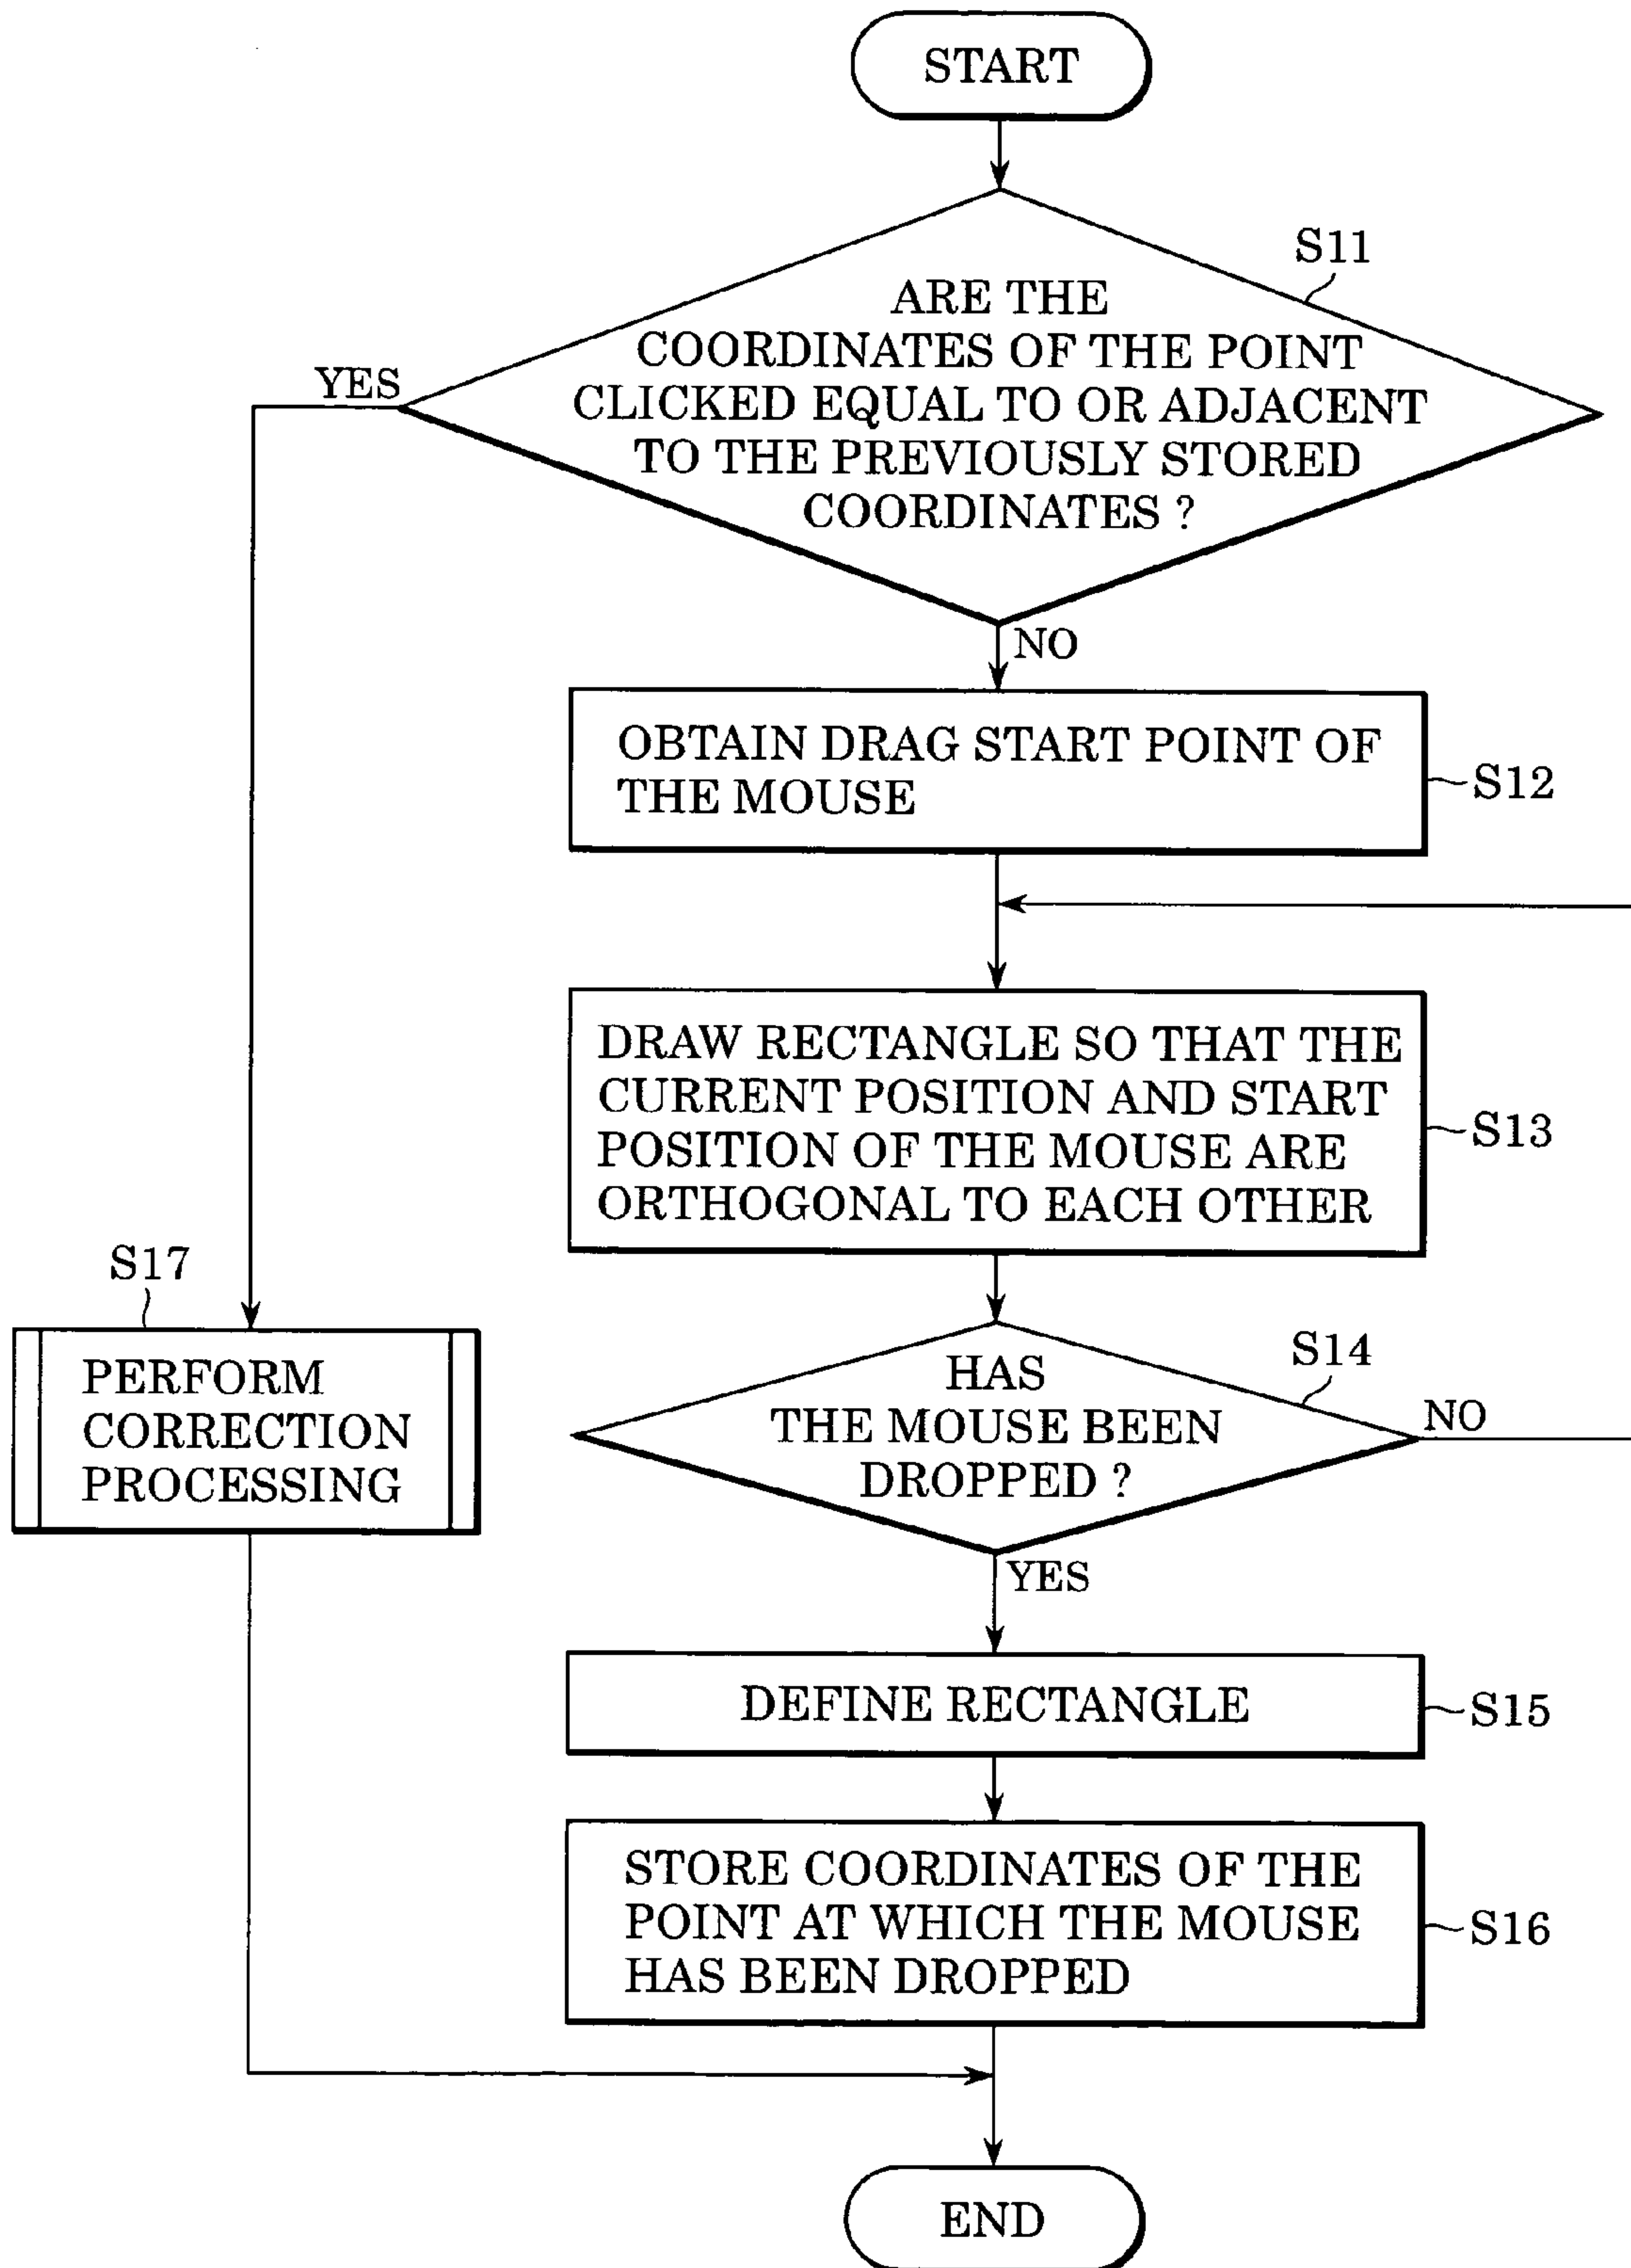 START
S11
ARE THE
COORDINATES OF THE POINT
CLICKED EQUAL TO OR ADJACENT
TO THE PREVIOUSLY STORED
COORDINATES ?
YES
NO
OBTAIN DRAG START POINT OF
THE MOUSE
S12
DRAW RECTANGLE SO THAT THE
CURRENT POSITION AND START
POSITION OF THE MOUSE ARE
ORTHOGONAL TO EACH OTHER
S13
S17
PERFORM
CORRECTION
PROCESSING
S14
HAS
THE MOUSE BEEN
DROPPED ?
NO
YES
DEFINE RECTANGLE
S15
STORE COORDINATES OF THE
POINT AT WHICH THE MOUSE
HAS BEEN DROPPED
S16
END